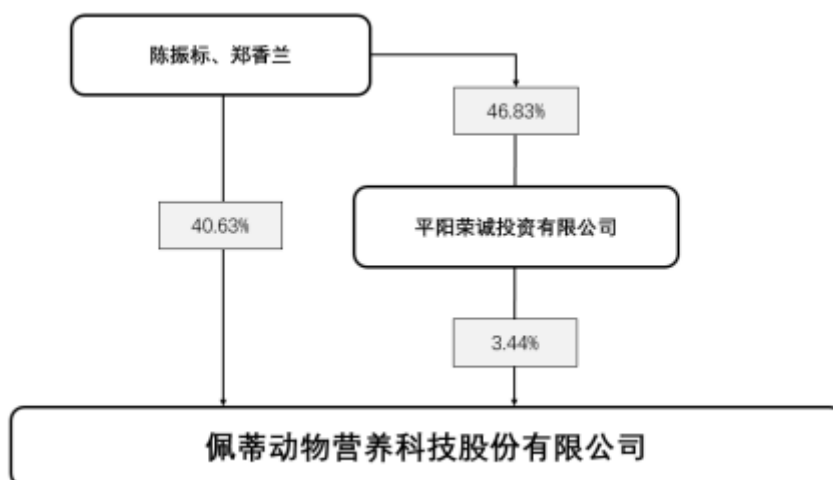 陈振标、郑香兰
46.83%
40.63%
平阳荣诚投资有限公司
3.44%
佩蒂动物营养科技股份有限公司